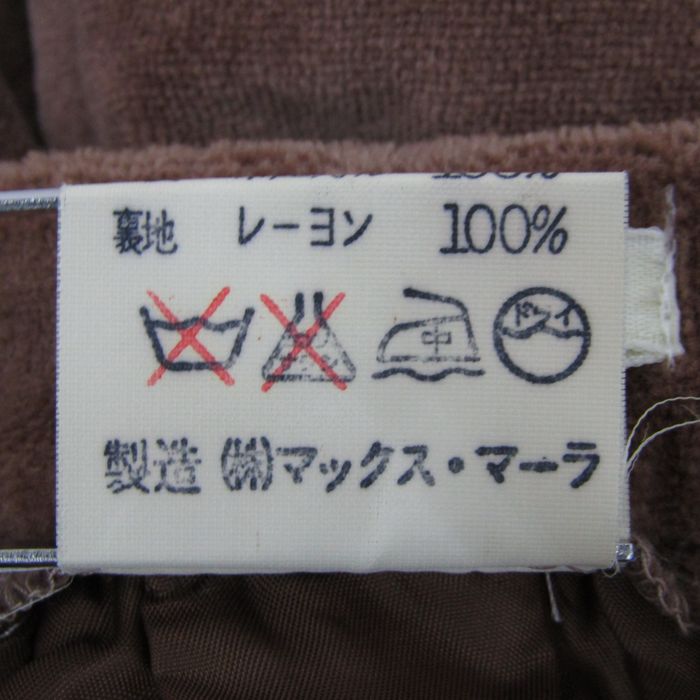 裏地 レーヨン 100%
中 ドライ
製造 ㈱マックス・マーラ